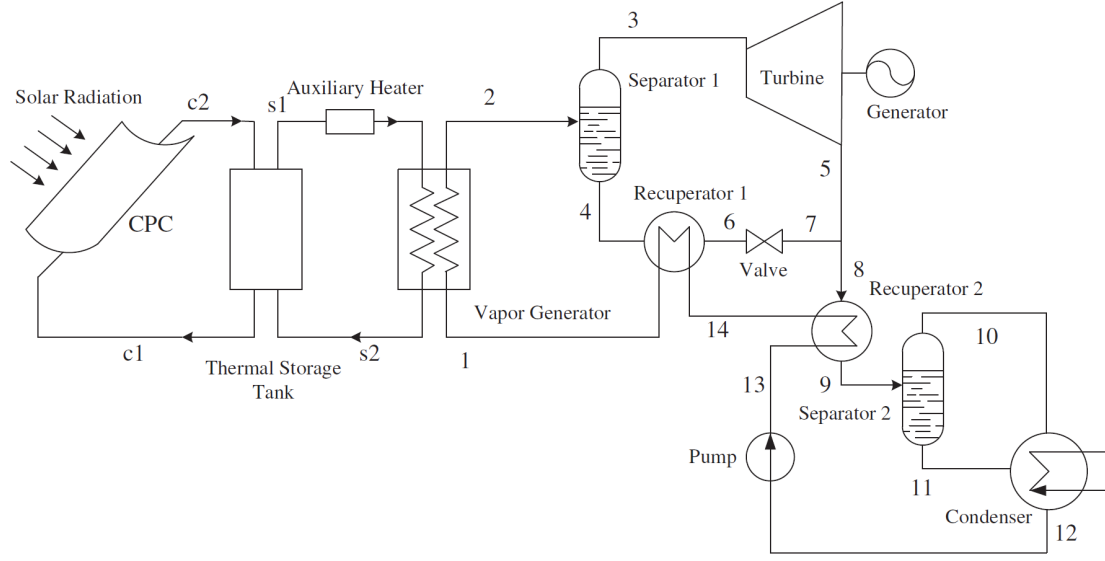 3
Separator 1
Turbine
Generator
Auxiliary Heater
Solar Radiation
c2
s1
2
CPC
5
Recuperator 1
4
6
7
Valve
8
Recuperator 2
Vapor Generator
14
10
c1
s2
1
Thermal Storage
Tank
13
9
Separator 2
Pump
11
Condenser
12